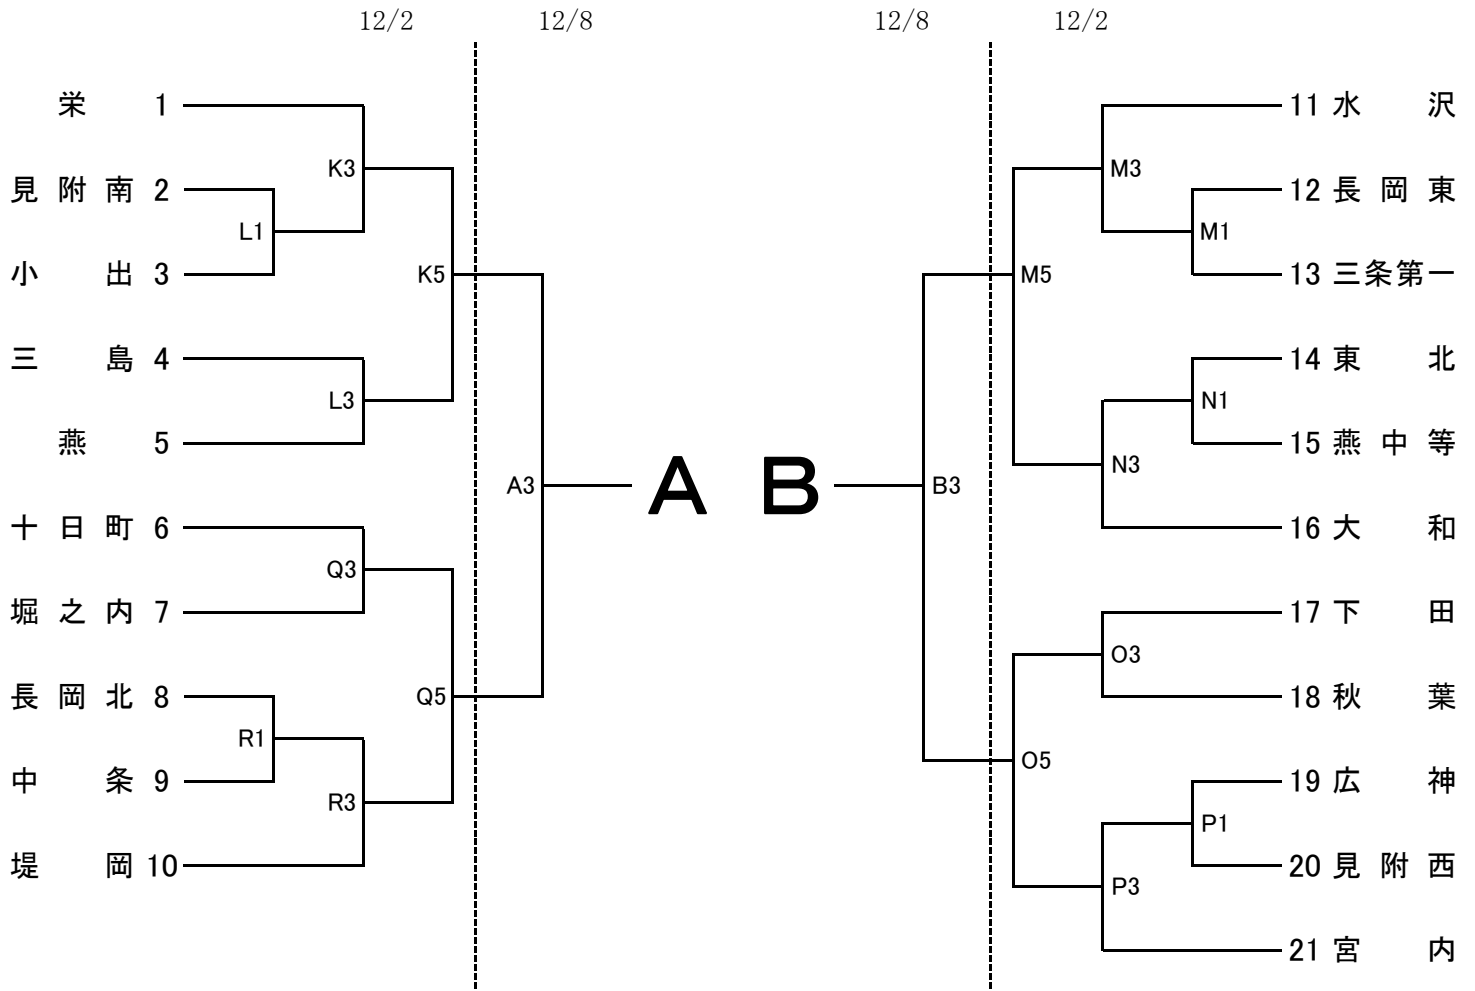 12/2 12/8 12/8 12/2
栄 1
K3
見附南 2
L1
小出 3
K5
三島 4
L3
燕 5
A3
十日町 6
Q3
堀之内 7
長岡北 8
Q5
R1
中条 9
R3
堤岡 10
A B
11 水沢
M3
12 長岡東
M1
13 三条第一
M5
14 東北
N1
15 燕中等
N3
B3
16 大和
17 下田
O3
18 秋葉
O5
19 広神
P1
20 見附西
P3
21 宮内